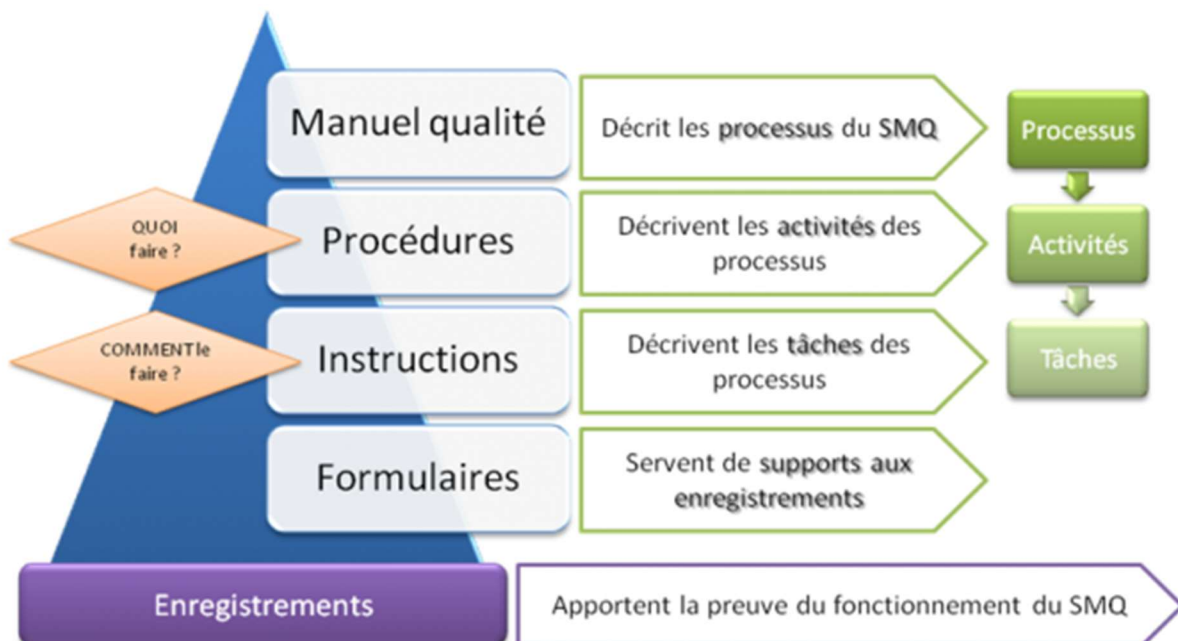 Manuel qualité
Décrit les processus du SMQ
Processus
QUOI
faire ?
Procédures
Décrivent les activités des
processus
Activités
COMMENT le
faire ?
Instructions
Décrivent les tâches des
processus
Tâches
Formulaires
Servent de supports aux
enregistrements
Enregistrements
Apportent la preuve du fonctionnement du SMQ